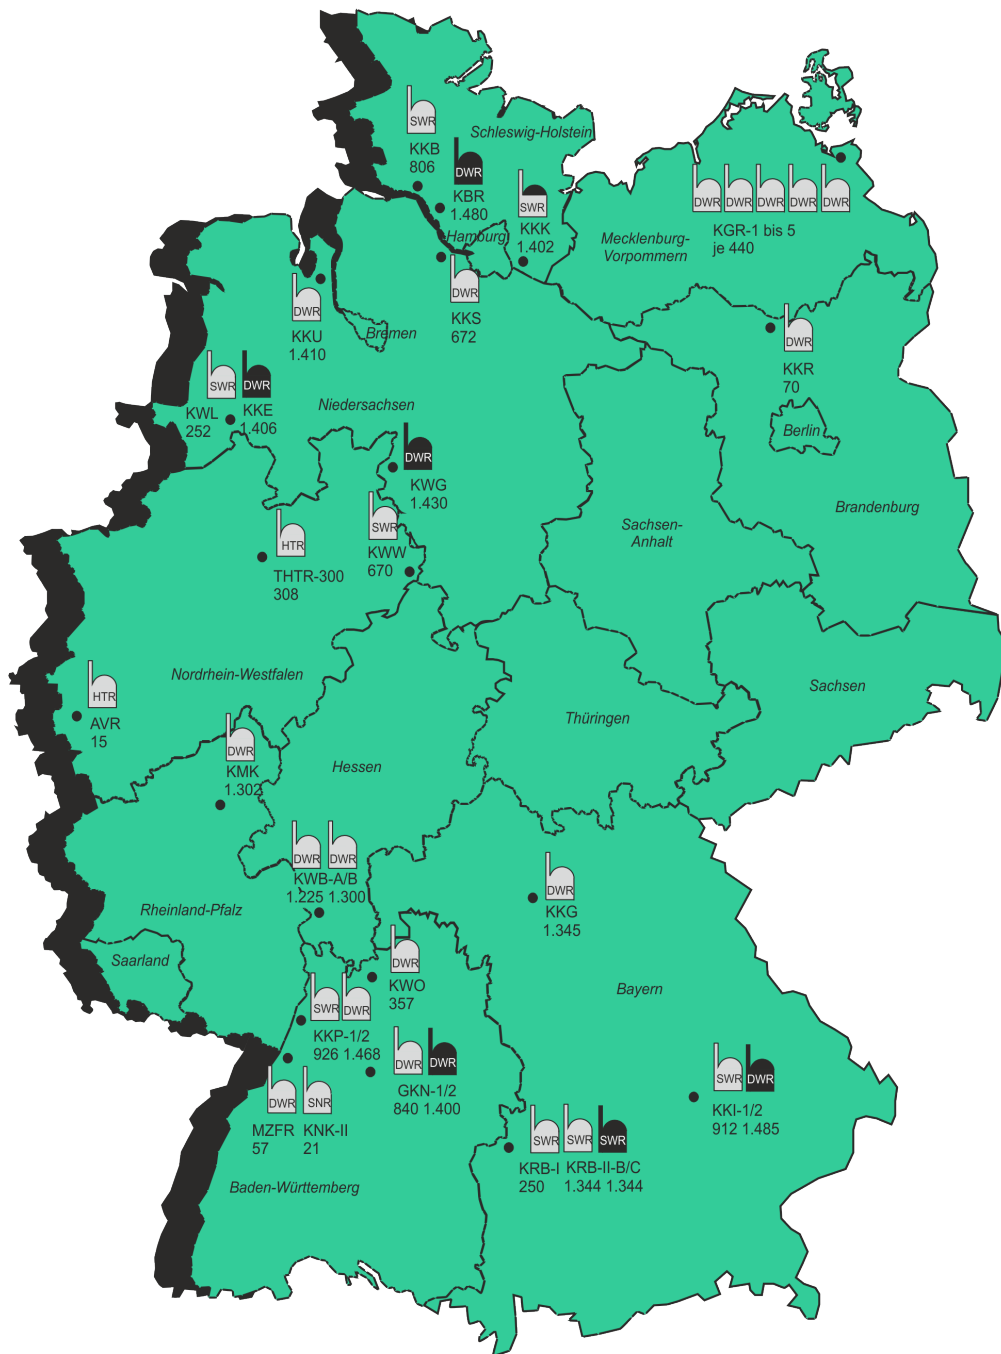 SWR
KKB
806
Schleswig-Holstein
DWR
KBR
1.480
SWR
KKK
1.402
Hamburg
DWR DWR DWR DWR DWR
KGR-1 bis 5
je 440
Mecklenburg-
Vorpommern
DWR
KKU
1.410
Bremen
DWR
KKS
672
DWR
KKR
70
Berlin
SWR DWR
KWL KKE
252 1.406
Niedersachsen
DWR
KWG
1.430
Brandenburg
Sachsen-
Anhalt
SWR
KWW
670
HTR
THTR-300
308
Nordrhein-Westfalen
HTR
AVR
15
Sachsen
Thüringen
DWR
KMK
1.302
Hessen
DWR DWR
KWB-A/B
1.225 1.300
DWR
KKG
1.345
Rheinland-Pfalz
Saarland
DWR
KWO
357
Bayern
SWR DWR
KKP-1/2
926 1.468
DWR DWR
GKN-1/2
840 1.400
DWR SNR
MZFR KNK-II
57 21
SWR DWR
KKI-1/2
912 1.485
SWR SWR SWR
KRB-I KRB-II-B/C
250 1.344 1.344
Baden-Württemberg